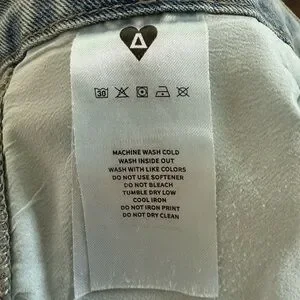 30
MACHINE WASH COLD
WASH INSIDE OUT
WASH WITH LIKE COLORS
DO NOT USE SOFTENER
DO NOT BLEACH
TUMBLE DRY LOW
COOL IRON
DO NOT IRON PRINT
DO NOT DRY CLEAN